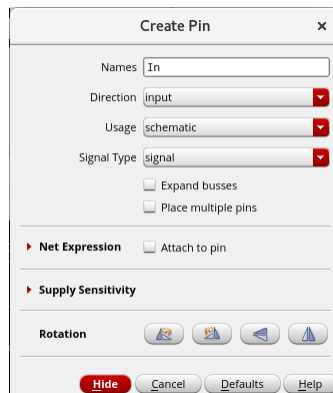 Create Pin
Names In
Direction input
Usage schematic
Signal Type signal
Expand busses
Place multiple pins
Net Expression Attach to pin
Supply Sensitivity
Rotation
Hide Cancel Defaults Help